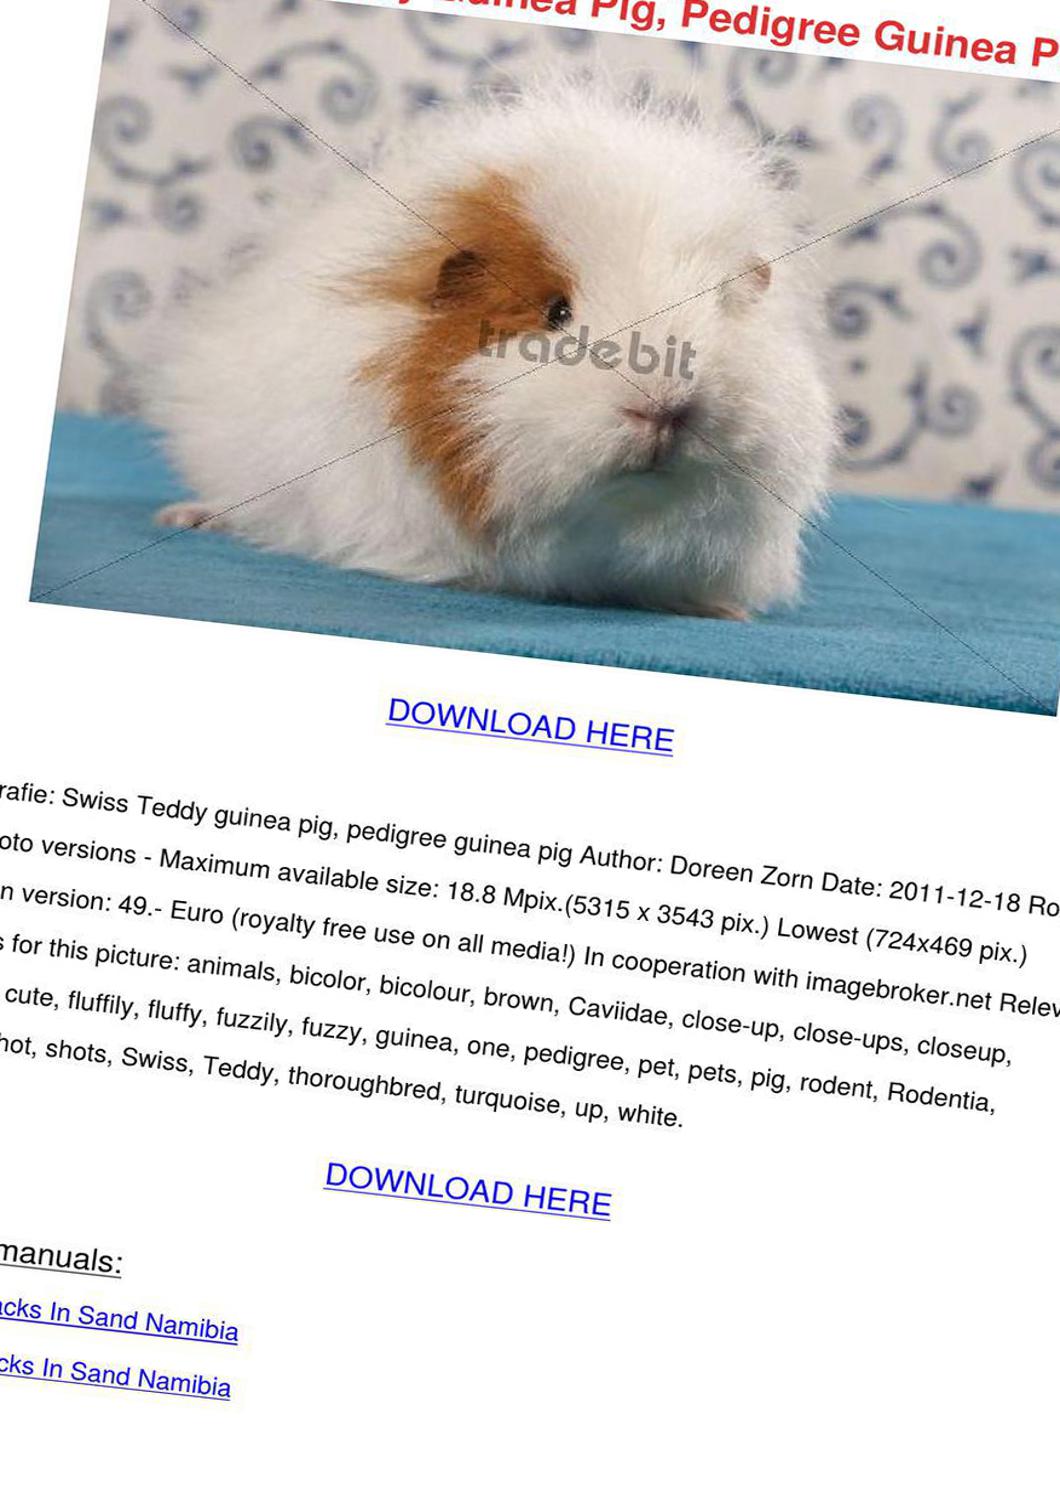 Guinea Pig, Pedigree Guinea P
tradebit
DOWNLOAD HERE
rafie: Swiss Teddy guinea pig, pedigree guinea pig Author: Doreen Zorn Date: 2011-12-18 Ro
oto versions - Maximum available size: 18.8 Mpix.(5315 x 3543 pix.) Lowest (724x469 pix.)
n version: 49.- Euro (royalty free use on all media!) In cooperation with imagebroker.net Relev
s for this picture: animals, bicolor, bicolour, brown, Caviidae, close-up, close-ups, closeup,
cute, fluffily, fluffy, fuzzily, fuzzy, guinea, one, pedigree, pet, pets, pig, rodent, Rodentia,
hot, shots, Swiss, Teddy, thoroughbred, turquoise, up, white.
DOWNLOAD HERE
manuals:
acks In Sand Namibia
cks In Sand Namibia